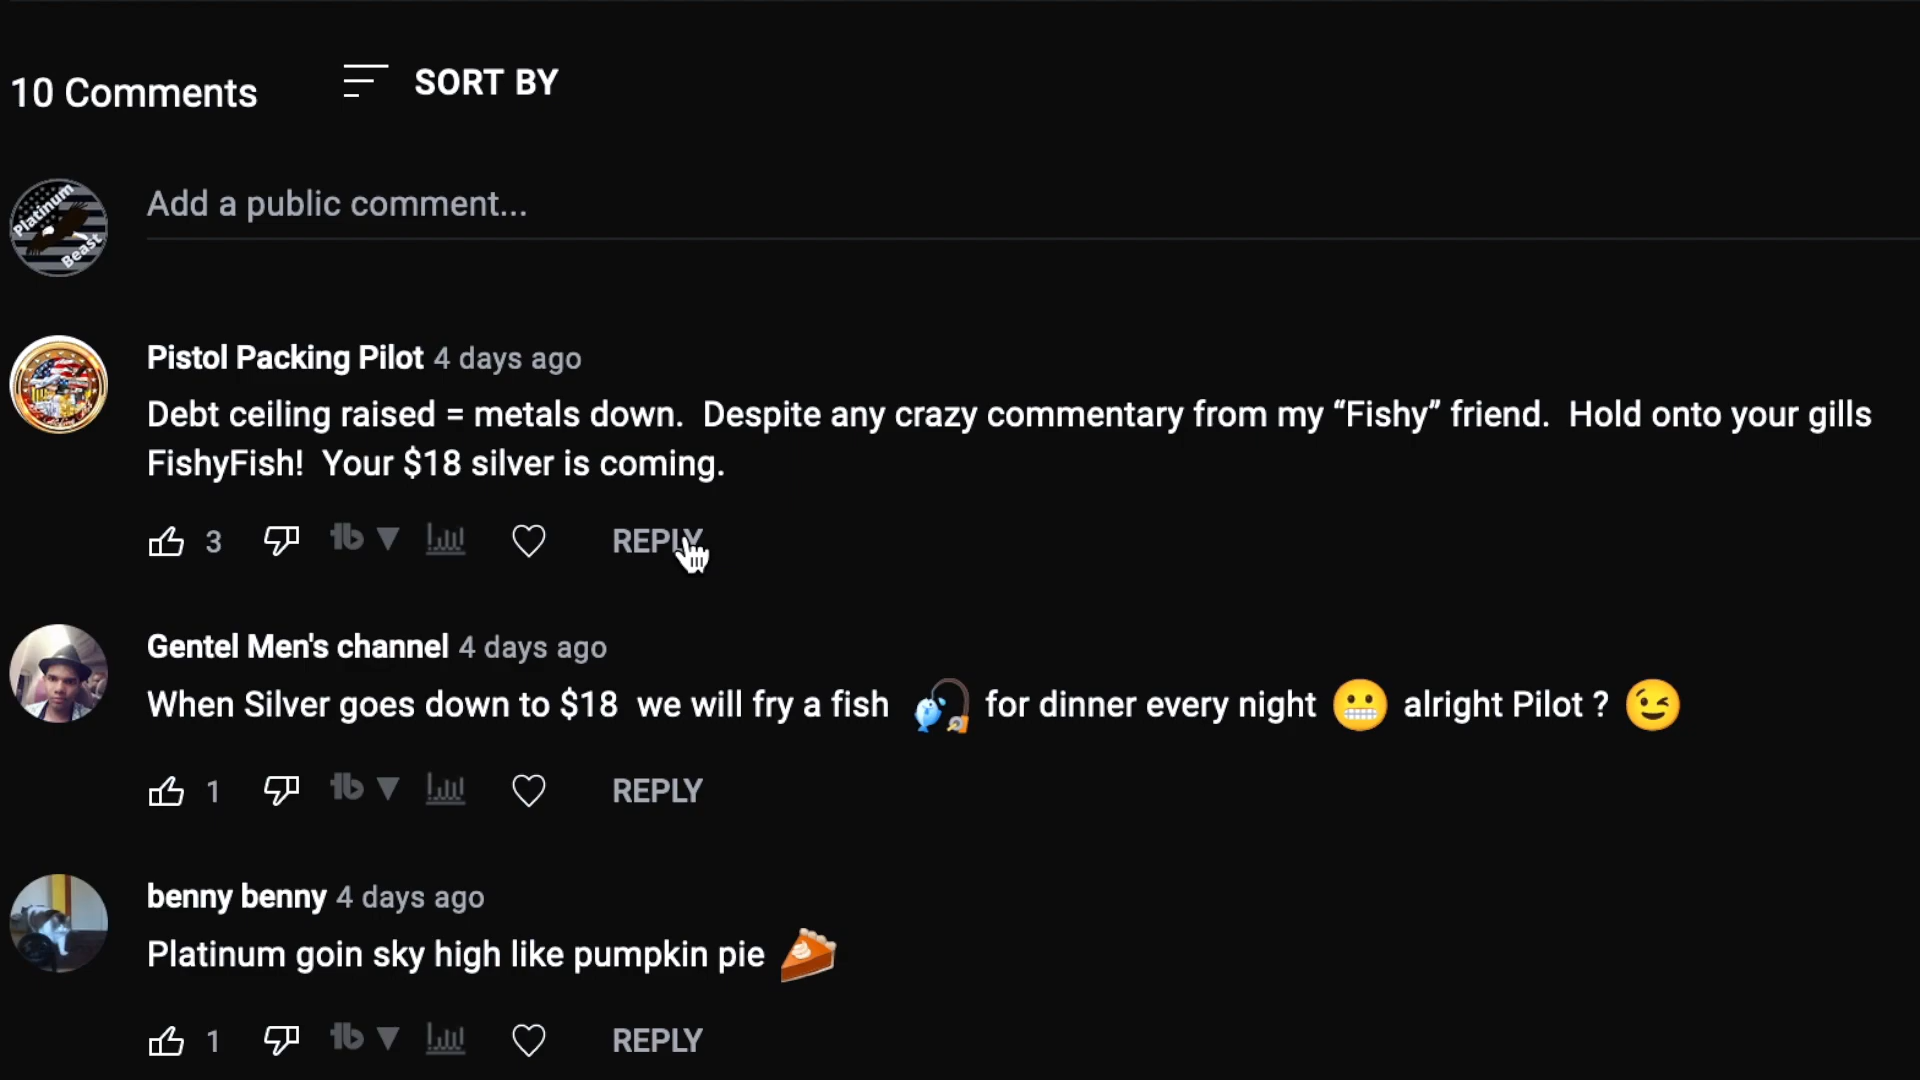 10 Comments
SORT BY
Platinum
Beast
Add a public comment...
Pistol Packing Pilot 4 days ago
Debt ceiling raised = metals down.  Despite any crazy commentary from my “Fishy” friend.  Hold onto your gills
FishyFish!  Your $18 silver is coming.
3
REPLY
Gentel Men's channel 4 days ago
When Silver goes down to $18  we will fry a fish 🎣 for dinner every night 😬 alright Pilot ? 😉
1
REPLY
benny benny 4 days ago
Platinum goin sky high like pumpkin pie 🥧
1
REPLY